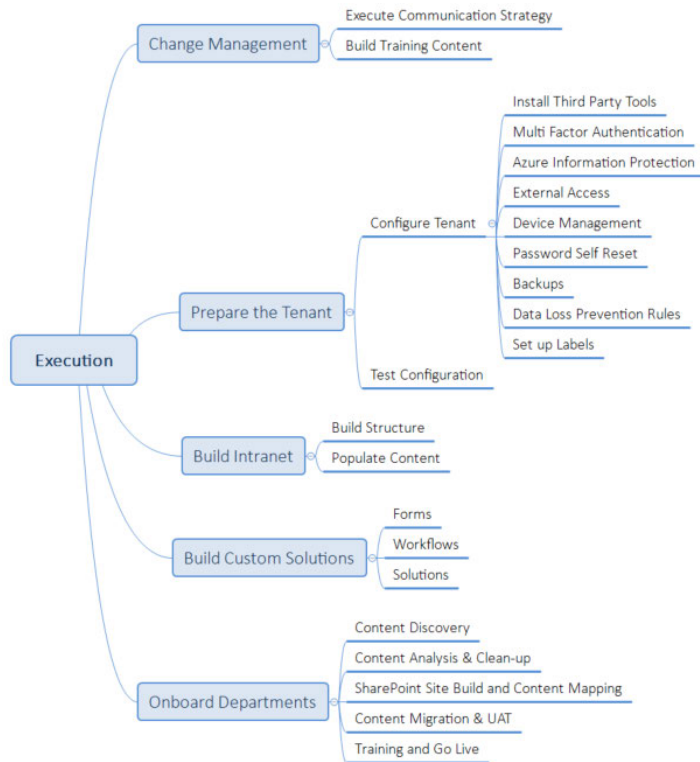 Execution
Change Management
Execute Communication Strategy
Build Training Content
Prepare the Tenant
Configure Tenant
Install Third Party Tools
Multi Factor Authentication
Azure Information Protection
External Access
Device Management
Password Self Reset
Backups
Data Loss Prevention Rules
Set up Labels
Test Configuration
Build Intranet
Build Structure
Populate Content
Build Custom Solutions
Forms
Workflows
Solutions
Onboard Departments
Content Discovery
Content Analysis & Clean-up
SharePoint Site Build and Content Mapping
Content Migration & UAT
Training and Go Live